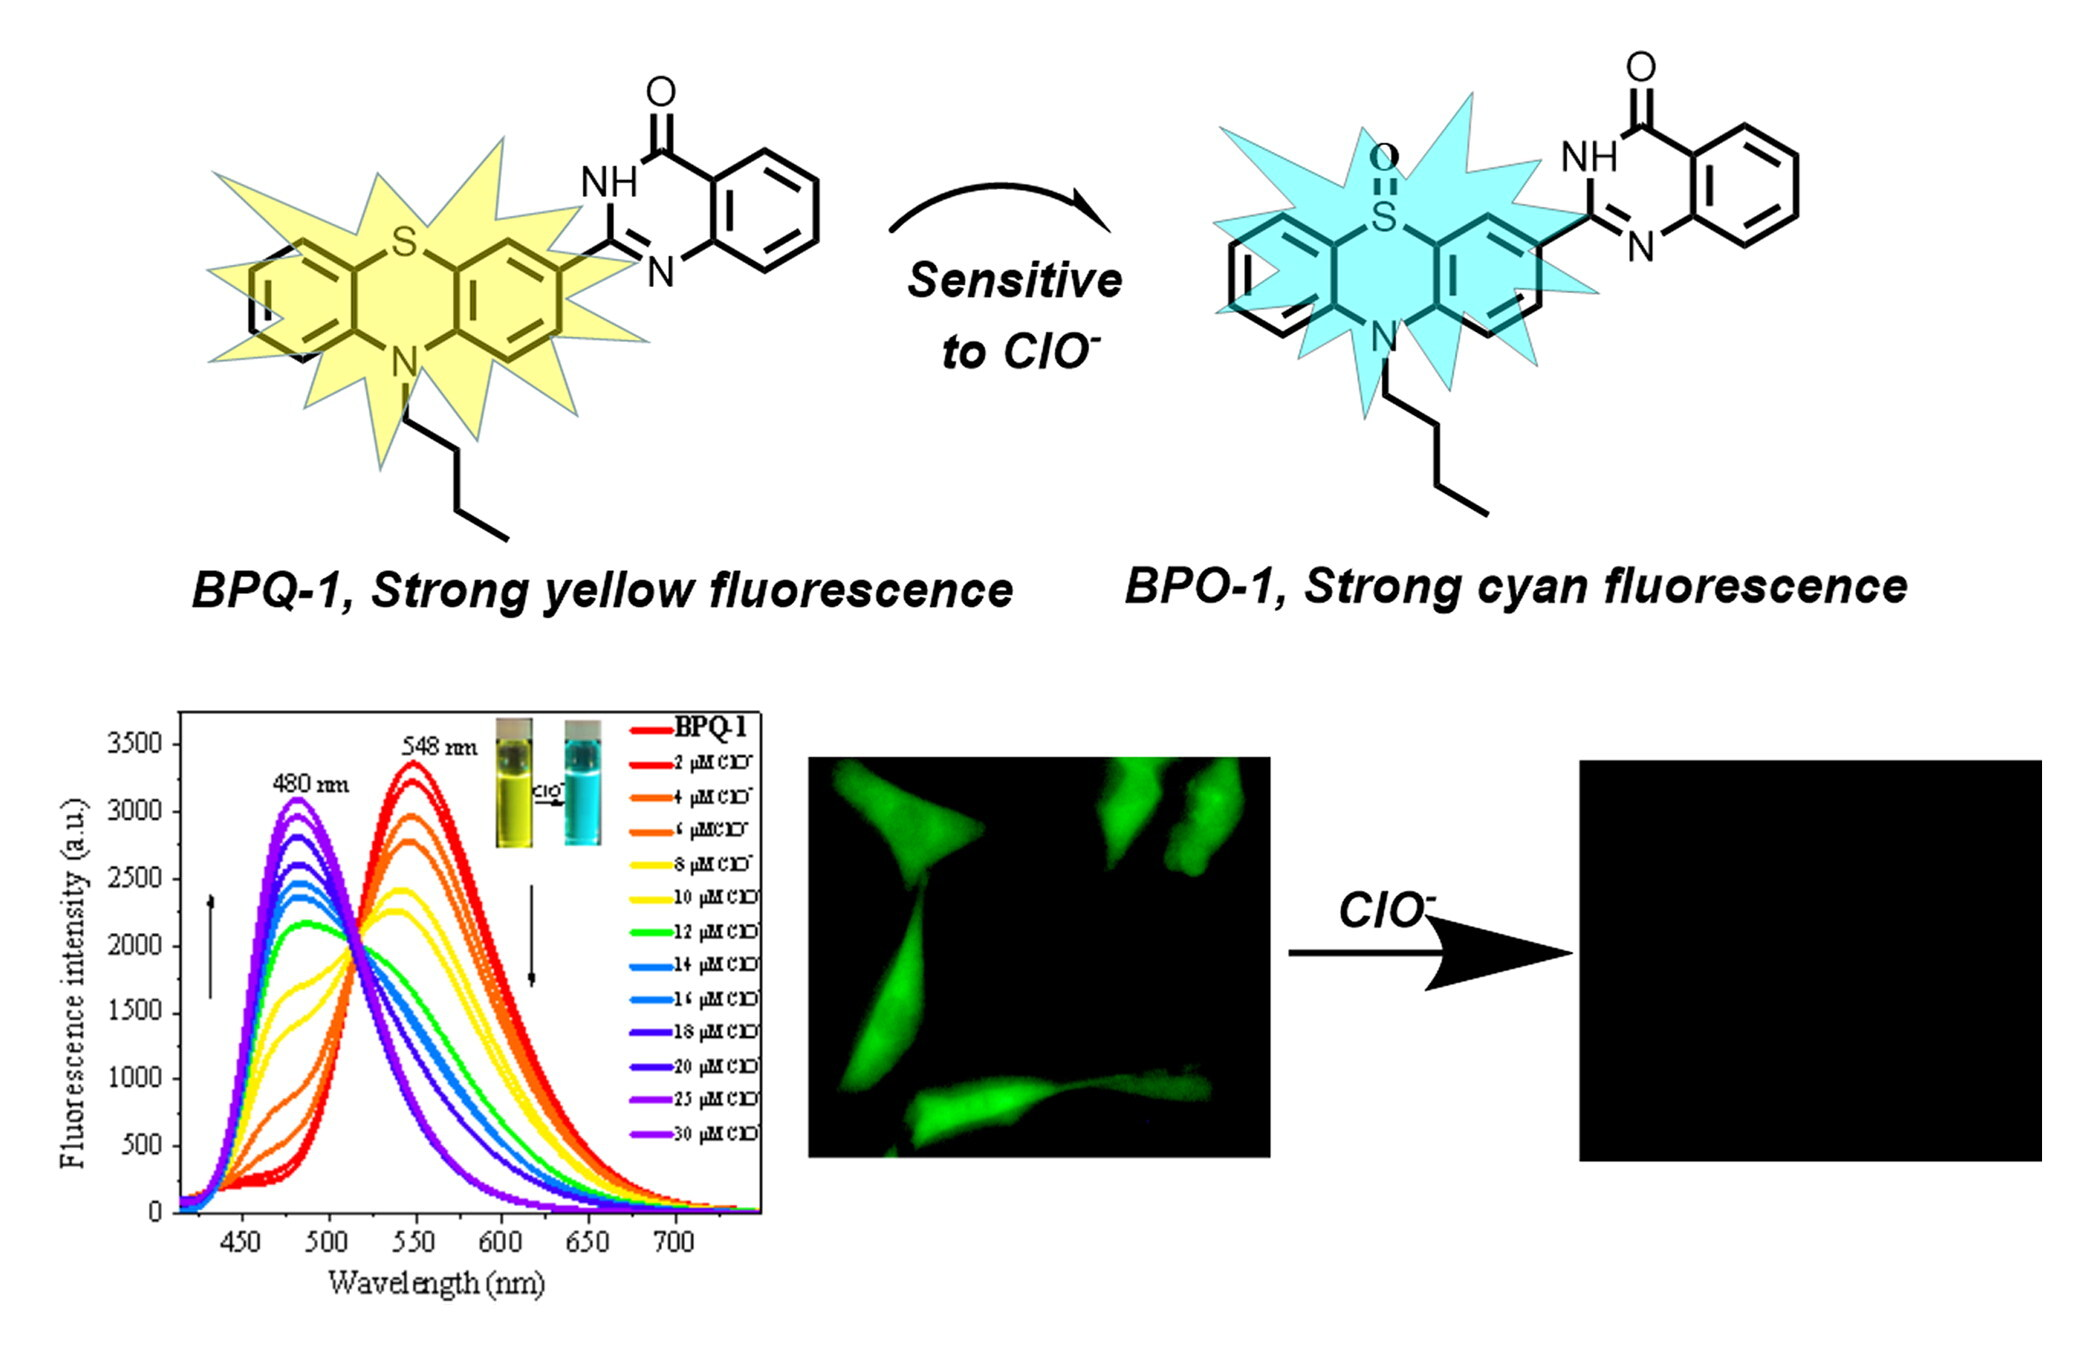 O
NH
S
N
N
O
O
NH
S
N
N
Sensitive
to ClO-
BPQ-1, Strong yellow fluorescence
BPO-1, Strong cyan fluorescence
Fluorescence intensity (a.u.)
3500
3000
2500
2000
1500
1000
500
0
450 500 550 600 650 700
Wavelength (nm)
480 nm
548 nm
ClO-
BPQ-1
2 μM ClO-
4 μM ClO-
6 μMClO-
8 μM ClO-
10 μM ClO-
12 μM ClO-
14 μM ClO-
16 μM ClO-
18 μM ClO-
20 μM ClO-
25 μM ClO-
30 μM ClO-
ClO-